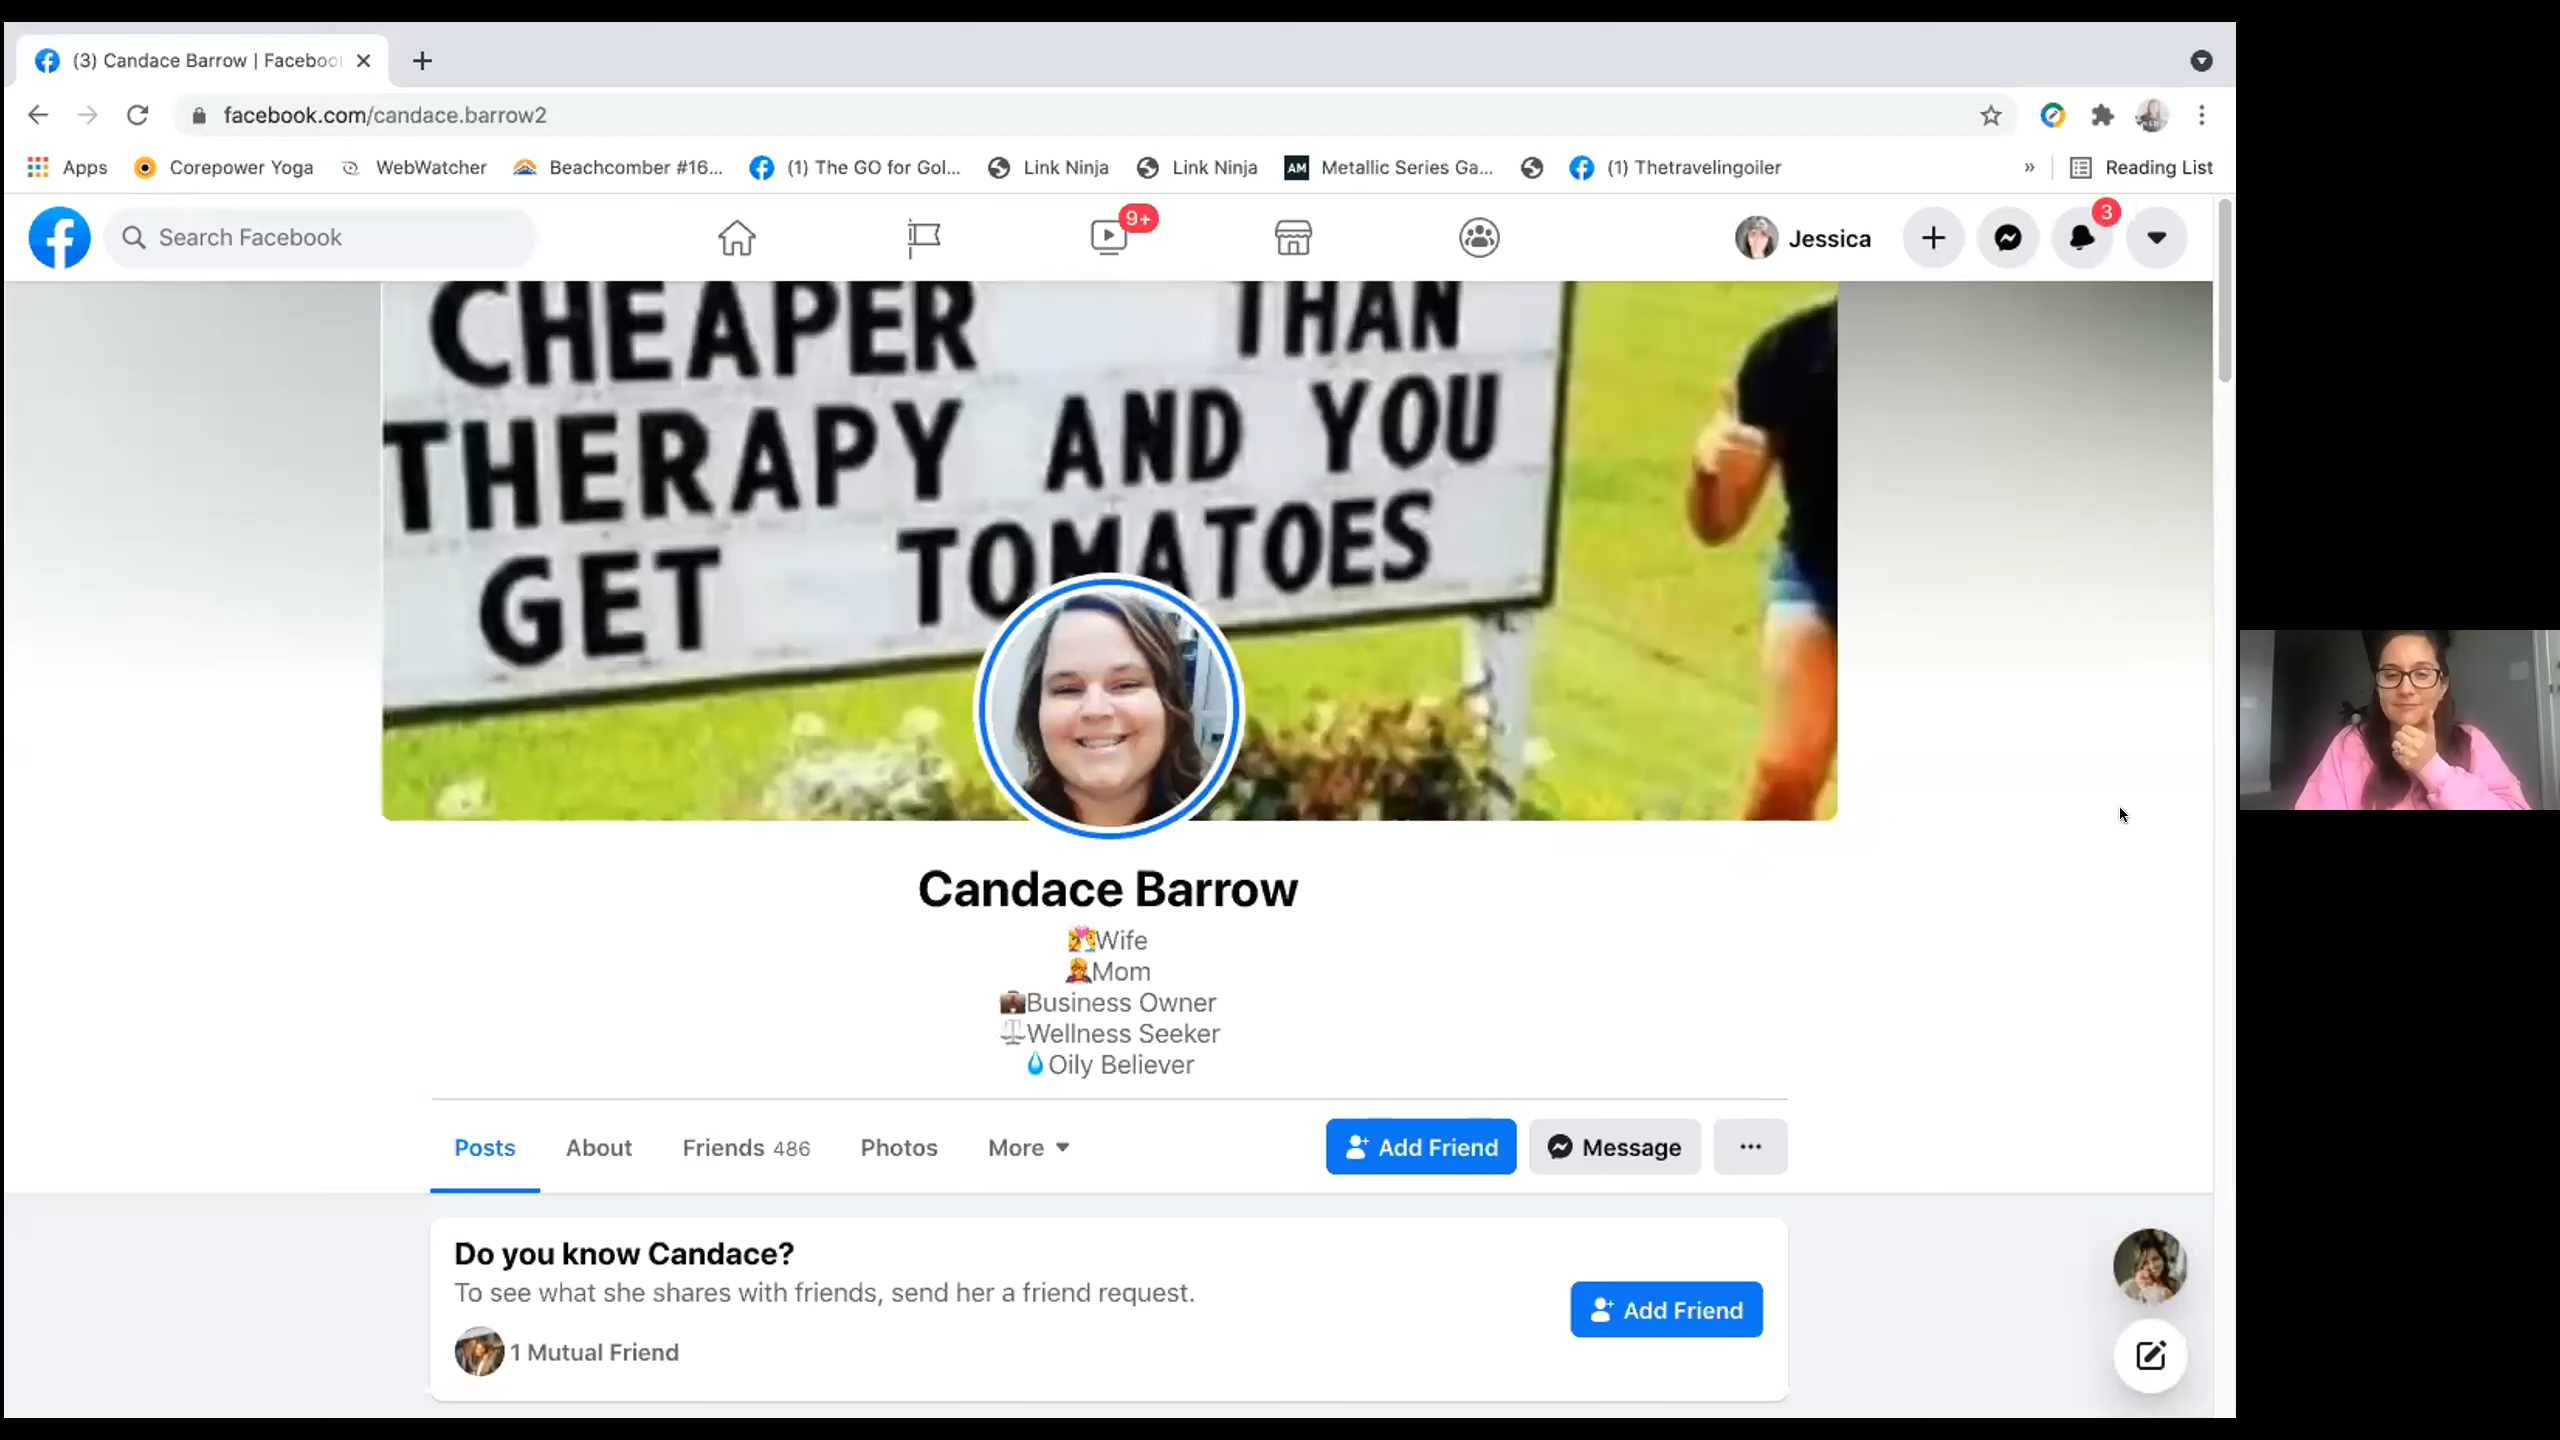 (3) Candace Barrow | Faceboo
facebook.com/candace.barrow2
Apps Corepower Yoga WebWatcher Beachcomber #16... (1) The GO for Gol... Link Ninja Link Ninja AM Metallic Series Ga... (1) Thetravelingoiler » Reading List
Search Facebook 9+ Jessica 3
CHEAPER THAN
THERAPY AND YOU
GET TOMATOES
Candace Barrow
Wife
Mom
Business Owner
Wellness Seeker
Oily Believer
Posts About Friends 486 Photos More Add Friend Message ...
Do you know Candace?
To see what she shares with friends, send her a friend request.
Add Friend
1 Mutual Friend